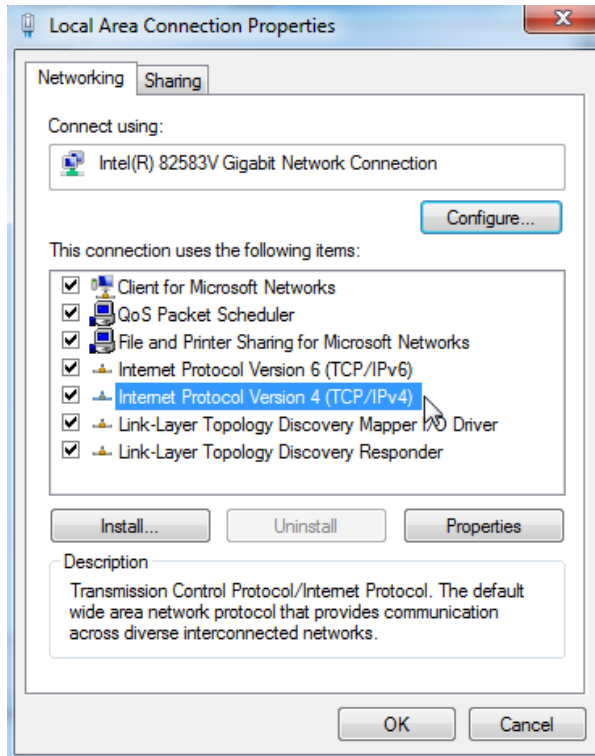 Local Area Connection Properties
Networking
Sharing
Connect using:
Intel(R) 82583V Gigabit Network Connection
Configure...
This connection uses the following items:
Client for Microsoft Networks
QoS Packet Scheduler
File and Printer Sharing for Microsoft Networks
Internet Protocol Version 6 (TCP/IPv6)
Internet Protocol Version 4 (TCP/IPv4)
Link-Layer Topology Discovery Mapper I/O Driver
Link-Layer Topology Discovery Responder
Install...
Uninstall
Properties
Description
Transmission Control Protocol/Internet Protocol. The default
wide area network protocol that provides communication
across diverse interconnected networks.
OK
Cancel